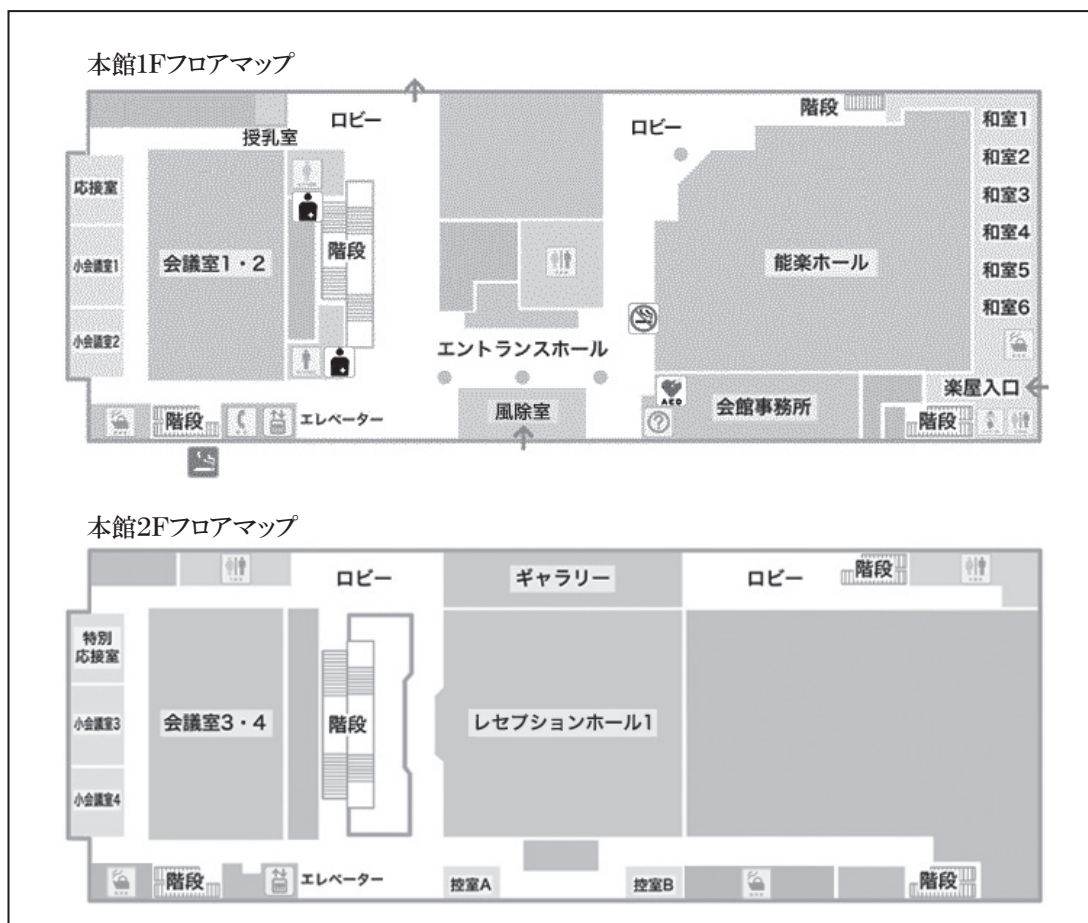 本館1Fフロアマップ
階段
ロビー
ロビー
和室1
授乳室
和室2
応接室
和室3
和室4
階段
小会議室1
会議室1・2
能楽ホール
和室5
和室6
小会議室2
エントランスホール
楽屋入口
AED
会館事務所
風除室
階段
エレベーター
階段
?
本館2Fフロアマップ
ロビー
ギャラリー
ロビー
階段
特別
応接室
小会議室3
会議室3・4
階段
レセプションホール1
小会議室4
階段
エレベーター
控室A
控室B
階段